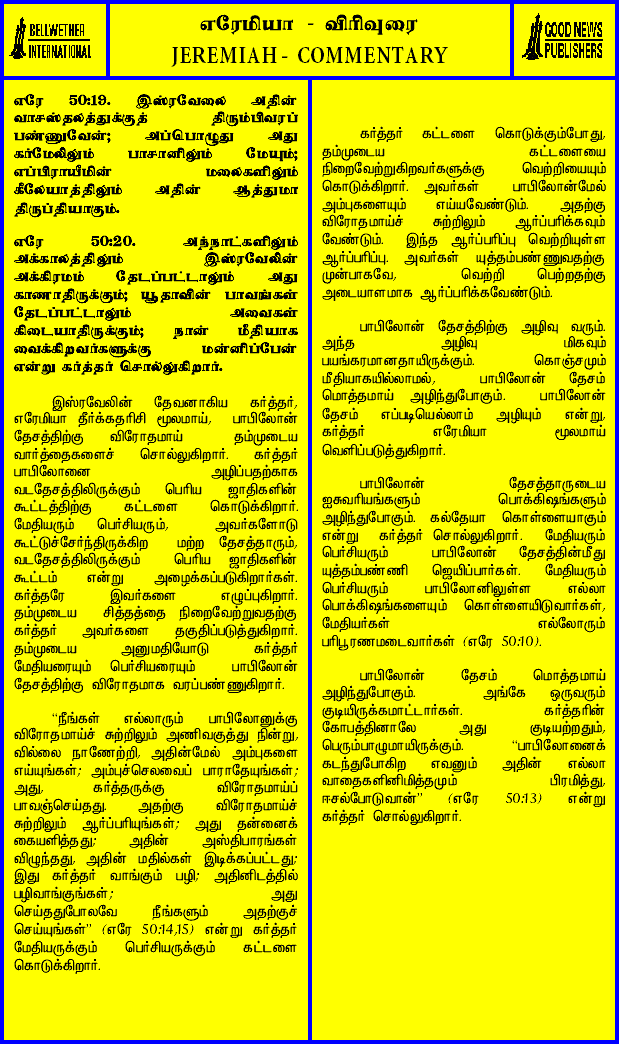 BELLWETHER
INTERNATIONAL
எரேமியா - விரிவுரை
JEREMIAH - COMMENTARY
GOOD NEWS
PUBLISHERS
எரே 50:19. இஸ்ரவேலை அதின்
வாசஸ்தலத்துக்குத் திரும்பிவரப்
பண்ணுவேன்; அப்பொழுது அது
கர்மேலிலும் பாசானிலும் மேயும்;
எப்பிராயீமின் மலைகளிலும்
கீலேயாத்திலும் அதின் ஆத்துமா
திருப்தியாகும்.
எரே 50:20. அந்நாட்களிலும்
அக்காலத்திலும் இஸ்ரவேலின்
அக்கிரமம் தேடப்பட்டாலும் அது
காணாதிருக்கும்; யூதாவின் பாவங்கள்
தேடப்பட்டாலும் அவைகள்
கிடையாதிருக்கும்; நான் மீதியாக
வைக்கிறவர்களுக்கு மன்னிப்பேன்
என்று கர்த்தர் சொல்லுகிறார்.
இஸ்ரவேலின் தேவனாகிய கர்த்தர்,
எரேமியா தீர்க்கதரிசி மூலமாய், பாபிலோன்
தேசத்திற்கு விரோதமாய் தம்முடைய
வார்த்தைகளைச் சொல்லுகிறார். கர்த்தர்
பாபிலோனை அழிப்பதற்காக
வடதேசத்திலிருக்கும் பெரிய ஜாதிகளின்
கூட்டத்திற்கு கட்டளை கொடுக்கிறார்.
மேதியரும் பெர்சியரும், அவர்களோடு
கூட்டுச்சேர்ந்திருக்கிற மற்ற தேசத்தாரும்,
வடதேசத்திலிருக்கும் பெரிய ஜாதிகளின்
கூட்டம் என்று அழைக்கப்படுகிறார்கள்.
கர்த்தரே இவர்களை எழுப்புகிறார்.
தம்முடைய சித்தத்தை நிறைவேற்றுவதற்கு
கர்த்தர் அவர்களை தகுதிப்படுத்துகிறார்.
தம்முடைய அனுமதியோடு கர்த்தர்
மேதியரையும் பெர்சியரையும் பாபிலோன்
தேசத்திற்கு விரோதமாக வரப்பண்ணுகிறார்.
“நீங்கள் எல்லாரும் பாபிலோனுக்கு
விரோதமாய்ச் சுற்றிலும் அணிவகுத்து நின்று,
வில்லை நாணேற்றி, அதின்மேல் அம்புகளை
எய்யுங்கள்; அம்புச்செலவைப் பாராதேயுங்கள்;
அது, கர்த்தருக்கு விரோதமாய்ப்
பாவஞ்செய்தது. அதற்கு விரோதமாய்ச்
சுற்றிலும் ஆர்ப்பரியுங்கள்; அது தன்னைக்
கையளித்தது; அதின் அஸ்திபாரங்கள்
விழுந்தது, அதின் மதில்கள் இடிக்கப்பட்டது;
இது கர்த்தர் வாங்கும் பழி; அதினிடத்தில்
பழிவாங்குங்கள்; அது
செய்ததுபோலவே நீங்களும் அதற்குச்
செய்யுங்கள்” (எரே 50:14,15) என்று கர்த்தர்
மேதியருக்கும் பெர்சியருக்கும் கட்டளை
கொடுக்கிறார்.
கர்த்தர் கட்டளை கொடுக்கும்போது,
தம்முடைய கட்டளையை
நிறைவேற்றுகிறவர்களுக்கு வெற்றியையும்
கொடுக்கிறார். அவர்கள் பாபிலோன்மேல்
அம்புகளையும் எய்யவேண்டும். அதற்கு
விரோதமாய்ச் சுற்றிலும் ஆர்ப்பரிக்கவும்
வேண்டும். இந்த ஆர்ப்பரிப்பு வெற்றியுள்ள
ஆர்ப்பரிப்பு. அவர்கள் யுத்தம்பண்ணுவதற்கு
முன்பாகவே, வெற்றி பெற்றதற்கு
அடையாளமாக ஆர்ப்பரிக்கவேண்டும்.
பாபிலோன் தேசத்திற்கு அழிவு வரும்.
அந்த அழிவு மிகவும்
பயங்கரமானதாயிருக்கும். கொஞ்சமும்
மீதியாகயில்லாமல், பாபிலோன் தேசம்
மொத்தமாய் அழிந்துபோகும். பாபிலோன்
தேசம் எப்படியெல்லாம் அழியும் என்று,
கர்த்தர் எரேமியா மூலமாய்
வெளிப்படுத்துகிறார்.
பாபிலோன் தேசத்தாருடைய
ஐசுவரியங்களும் பொக்கிஷங்களும்
அழிந்துபோகும். கல்தேயா கொள்ளையாகும்
என்று கர்த்தர் சொல்லுகிறார். மேதியரும்
பெர்சியரும் பாபிலோன் தேசத்தின்மீது
யுத்தம்பண்ணி ஜெயிப்பார்கள். மேதியரும்
பெர்சியரும் பாபிலோனிலுள்ள எல்லா
பொக்கிஷங்களையும் கொள்ளையிடுவார்கள்,
மேதியர்கள் எல்லோரும்
பரிபூரணமடைவார்கள் (எரே 50:10).
பாபிலோன் தேசம் மொத்தமாய்
அழிந்துபோகும். அங்கே ஒருவரும்
குடியிருக்கமாட்டார்கள். கர்த்தரின்
கோபத்தினாலே அது குடியற்றதும்,
பெரும்பாழுமாயிருக்கும். “பாபிலோனைக்
கடந்துபோகிற எவனும் அதின் எல்லா
வாதைகளினிமித்தமும் பிரமித்து,
ஈசல்போடுவான்” (எரே 50:13) என்று
கர்த்தர் சொல்லுகிறார்.